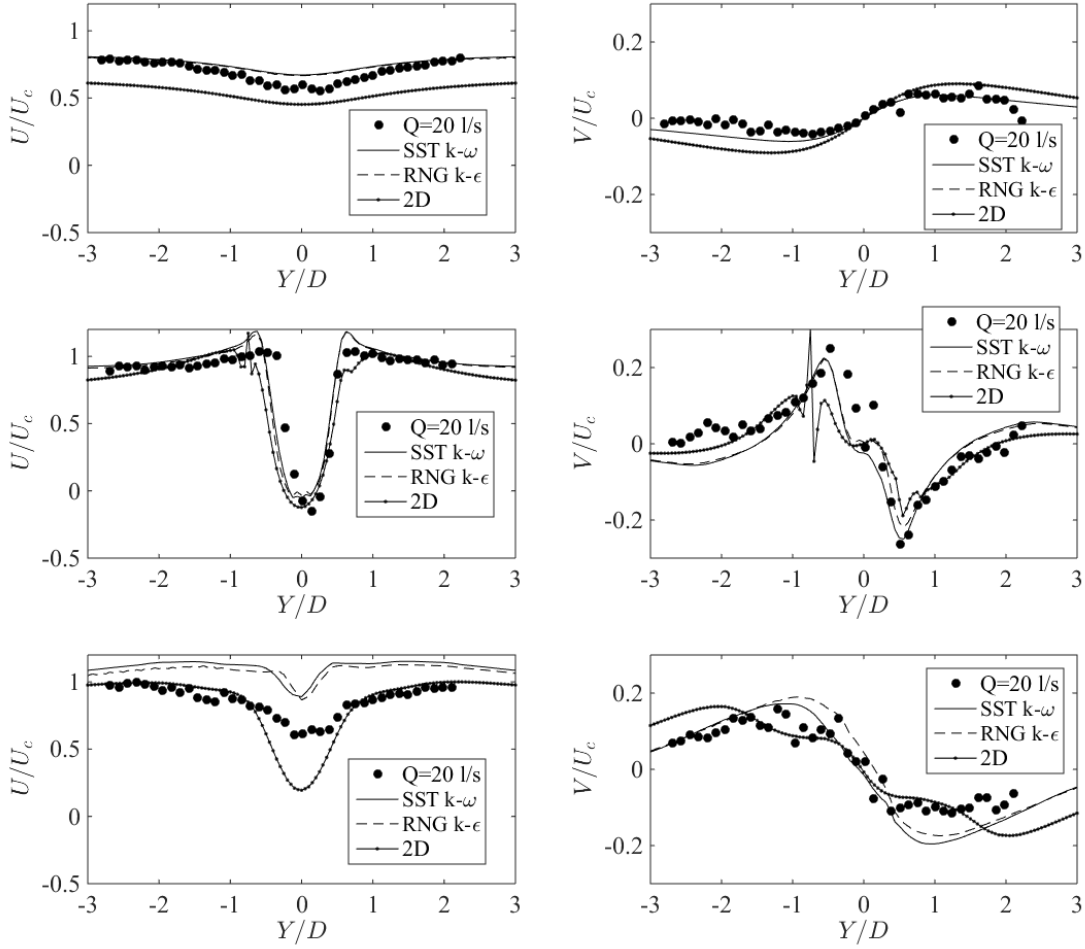 1
0.5
0
-0.5
U/U_c
-3 -2 -1 0 1 2 3
Y/D
Q=20 l/s
SST k-ω
RNG k-ϵ
2D
0.2
0
-0.2
V/U_c
-3 -2 -1 0 1 2 3
Y/D
Q=20 l/s
SST k-ω
RNG k-ϵ
2D
1
0.5
0
-0.5
U/U_c
-3 -2 -1 0 1 2 3
Y/D
Q=20 l/s
SST k-ω
RNG k-ϵ
2D
0.2
0
-0.2
V/U_c
-3 -2 -1 0 1 2 3
Y/D
Q=20 l/s
SST k-ω
RNG k-ϵ
2D
1
0.5
0
-0.5
U/U_c
-3 -2 -1 0 1 2 3
Y/D
Q=20 l/s
SST k-ω
RNG k-ϵ
2D
0.2
0
-0.2
V/U_c
-3 -2 -1 0 1 2 3
Y/D
Q=20 l/s
SST k-ω
RNG k-ϵ
2D